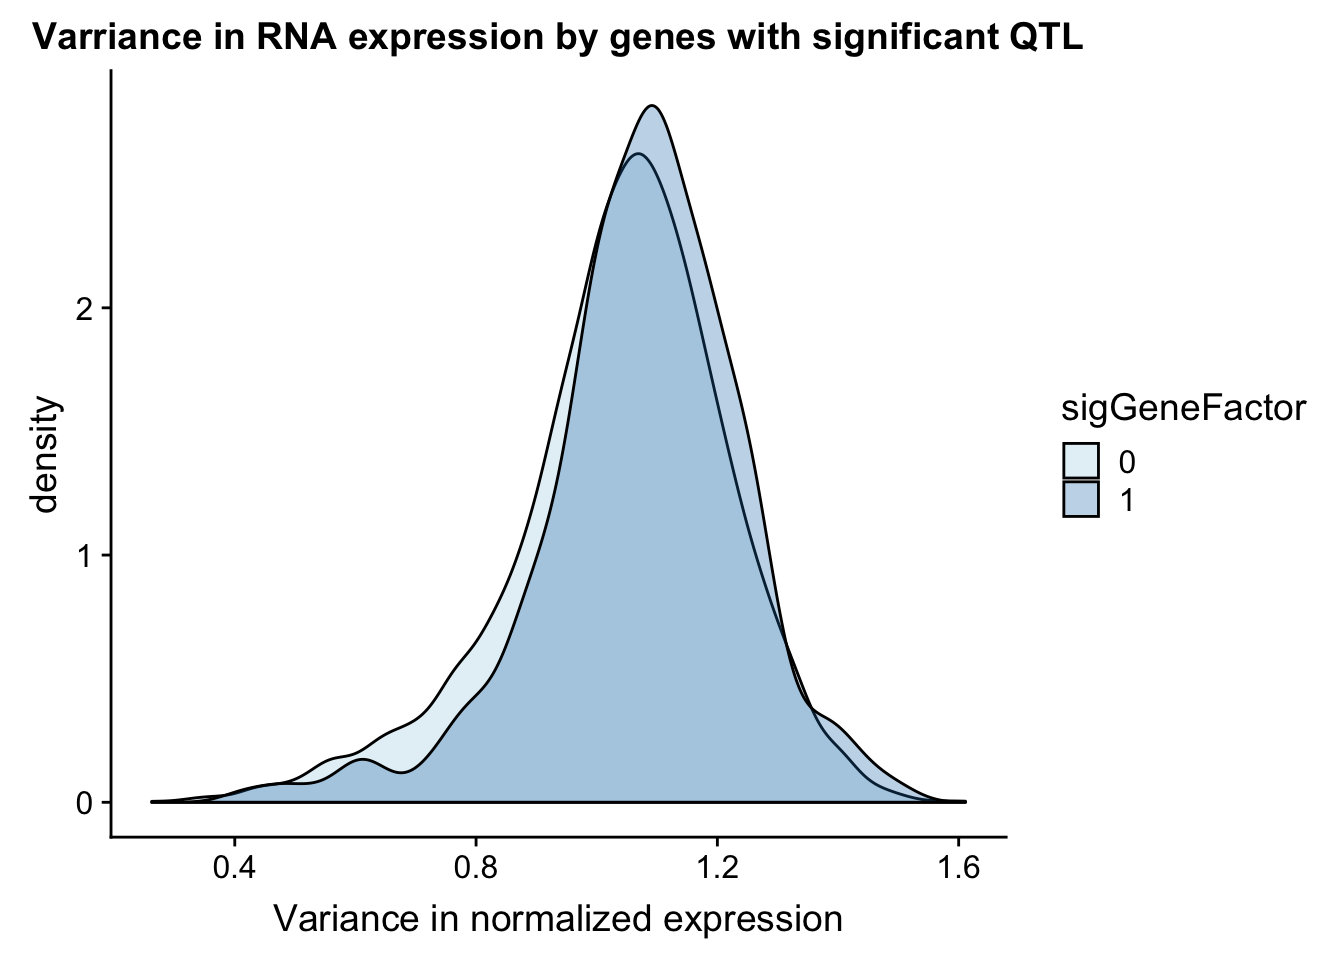 Varriance in RNA expression by genes with significant QTL
density
2
1
0
0.4
0.8
1.2
1.6
Variance in normalized expression
sigGeneFactor
0
1